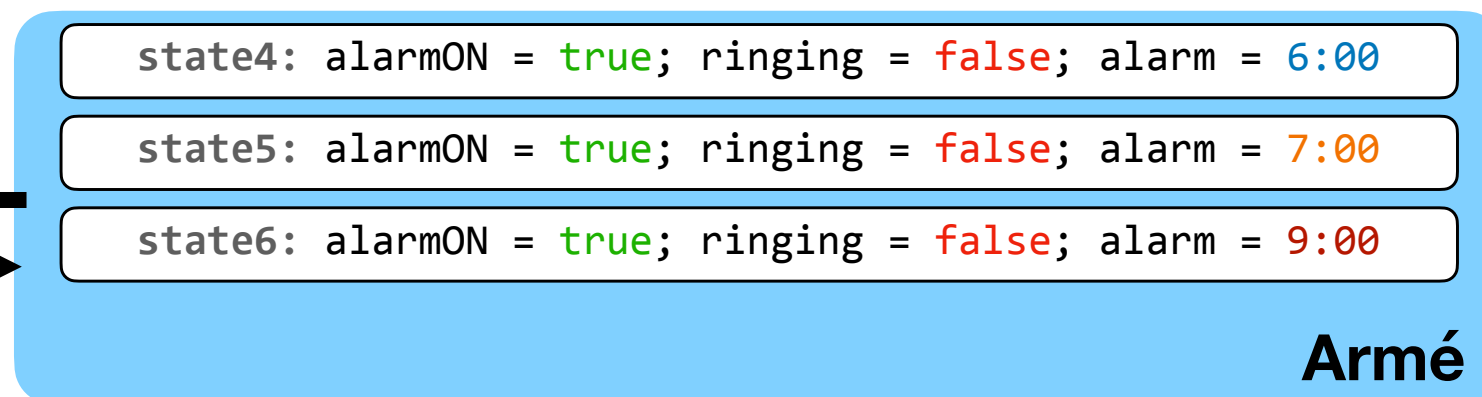 state4: alarmON = true; ringing = false; alarm = 6:00
state5: alarmON = true; ringing = false; alarm = 7:00
state6: alarmON = true; ringing = false; alarm = 9:00
Armé